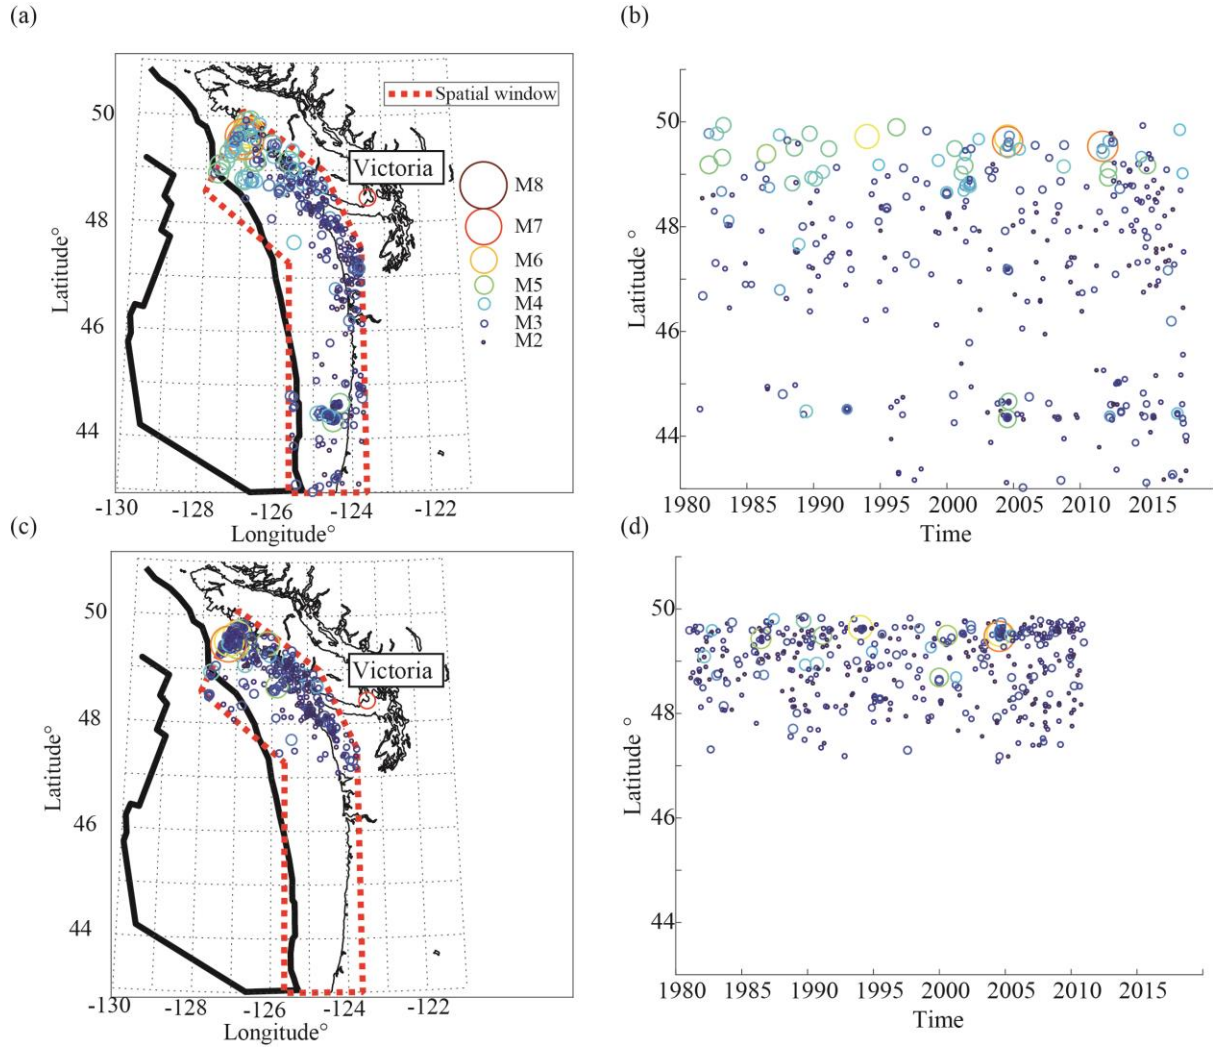 (a)
(b)
50
48
46
44
Latitude°
-130
-128
-126
-124
-122
Longitude°
Spatial window
Victoria
M8
M7
M6
M5
M4
M3
M2
50
48
46
44
Latitude °
1980 1985 1990 1995 2000 2005 2010 2015
Time
(c)
(d)
50
48
46
44
Latitude°
-130
-128
-126
-124
-122
Longitude°
Victoria
50
48
46
44
Latitude °
1980 1985 1990 1995 2000 2005 2010 2015
Time